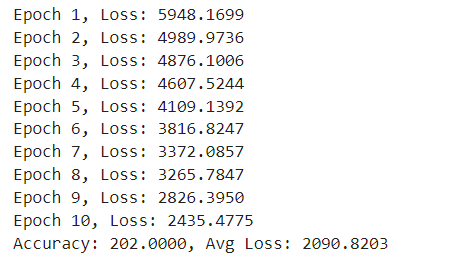 Epoch 1, Loss: 5948.1699
Epoch 2, Loss: 4989.9736
Epoch 3, Loss: 4876.1006
Epoch 4, Loss: 4607.5244
Epoch 5, Loss: 4109.1392
Epoch 6, Loss: 3816.8247
Epoch 7, Loss: 3372.0857
Epoch 8, Loss: 3265.7847
Epoch 9, Loss: 2826.3950
Epoch 10, Loss: 2435.4775
Accuracy: 202.0000, Avg Loss: 2090.8203